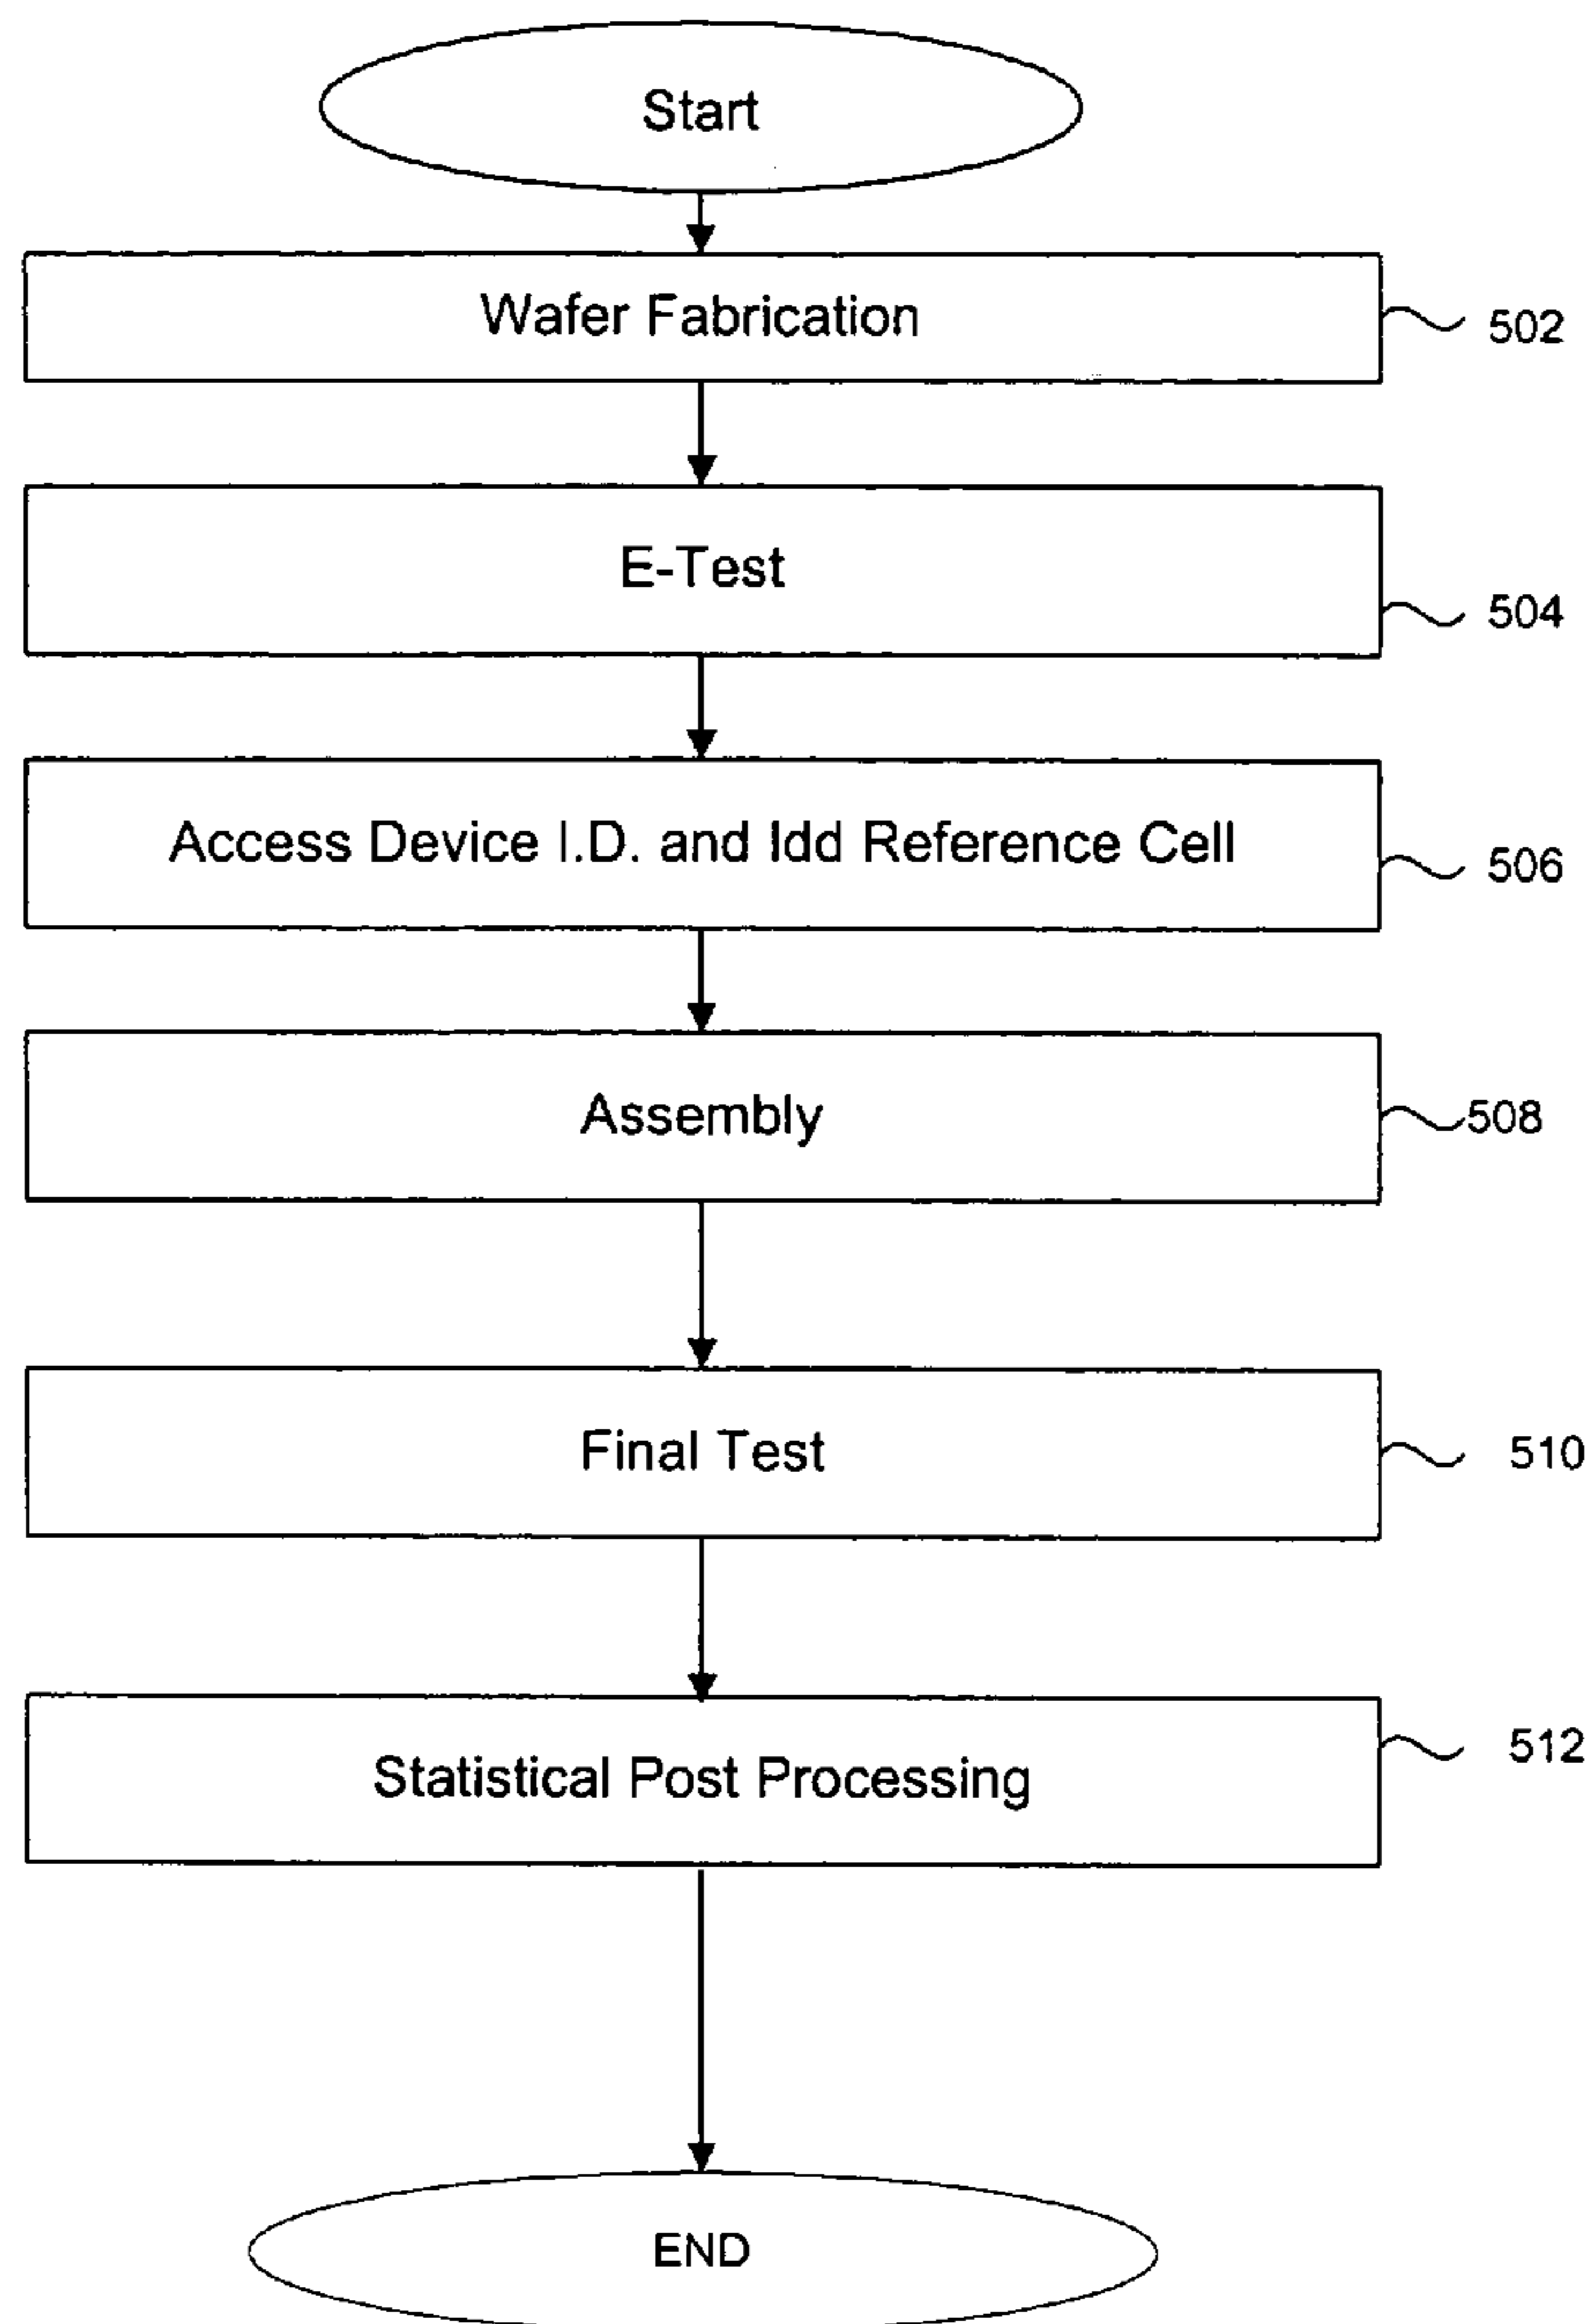 Start
Wafer Fabrication
502
E-Test
504
Access Device I.D. and Idd Reference Cell
506
Assembly
508
Final Test
510
Statistical Post Processing
512
END